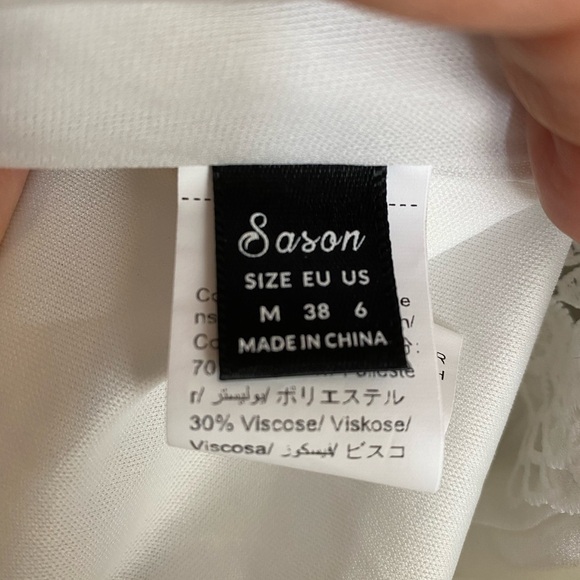 Sason
SIZE EU US
M 38 6
MADE IN CHINA
r/ بوليستر/ ポリエステル
30% Viscose/ Viskose/
Viscosa/ فيسكوز/ ビスコ